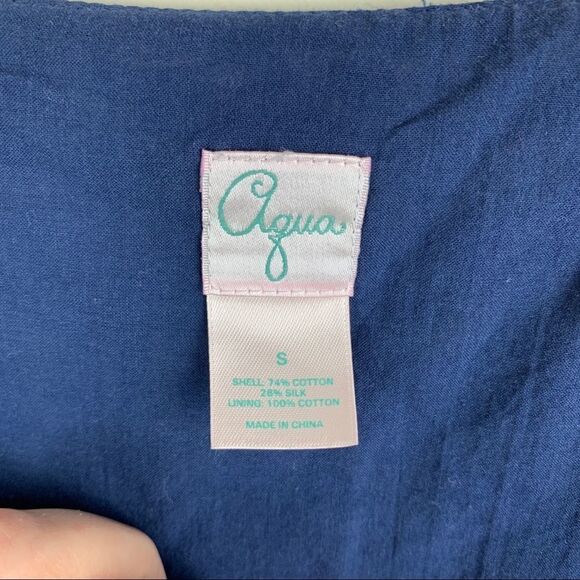 Aqua
S
SHELL: 74% COTTON
26% SILK
LINING: 100% COTTON
MADE IN CHINA